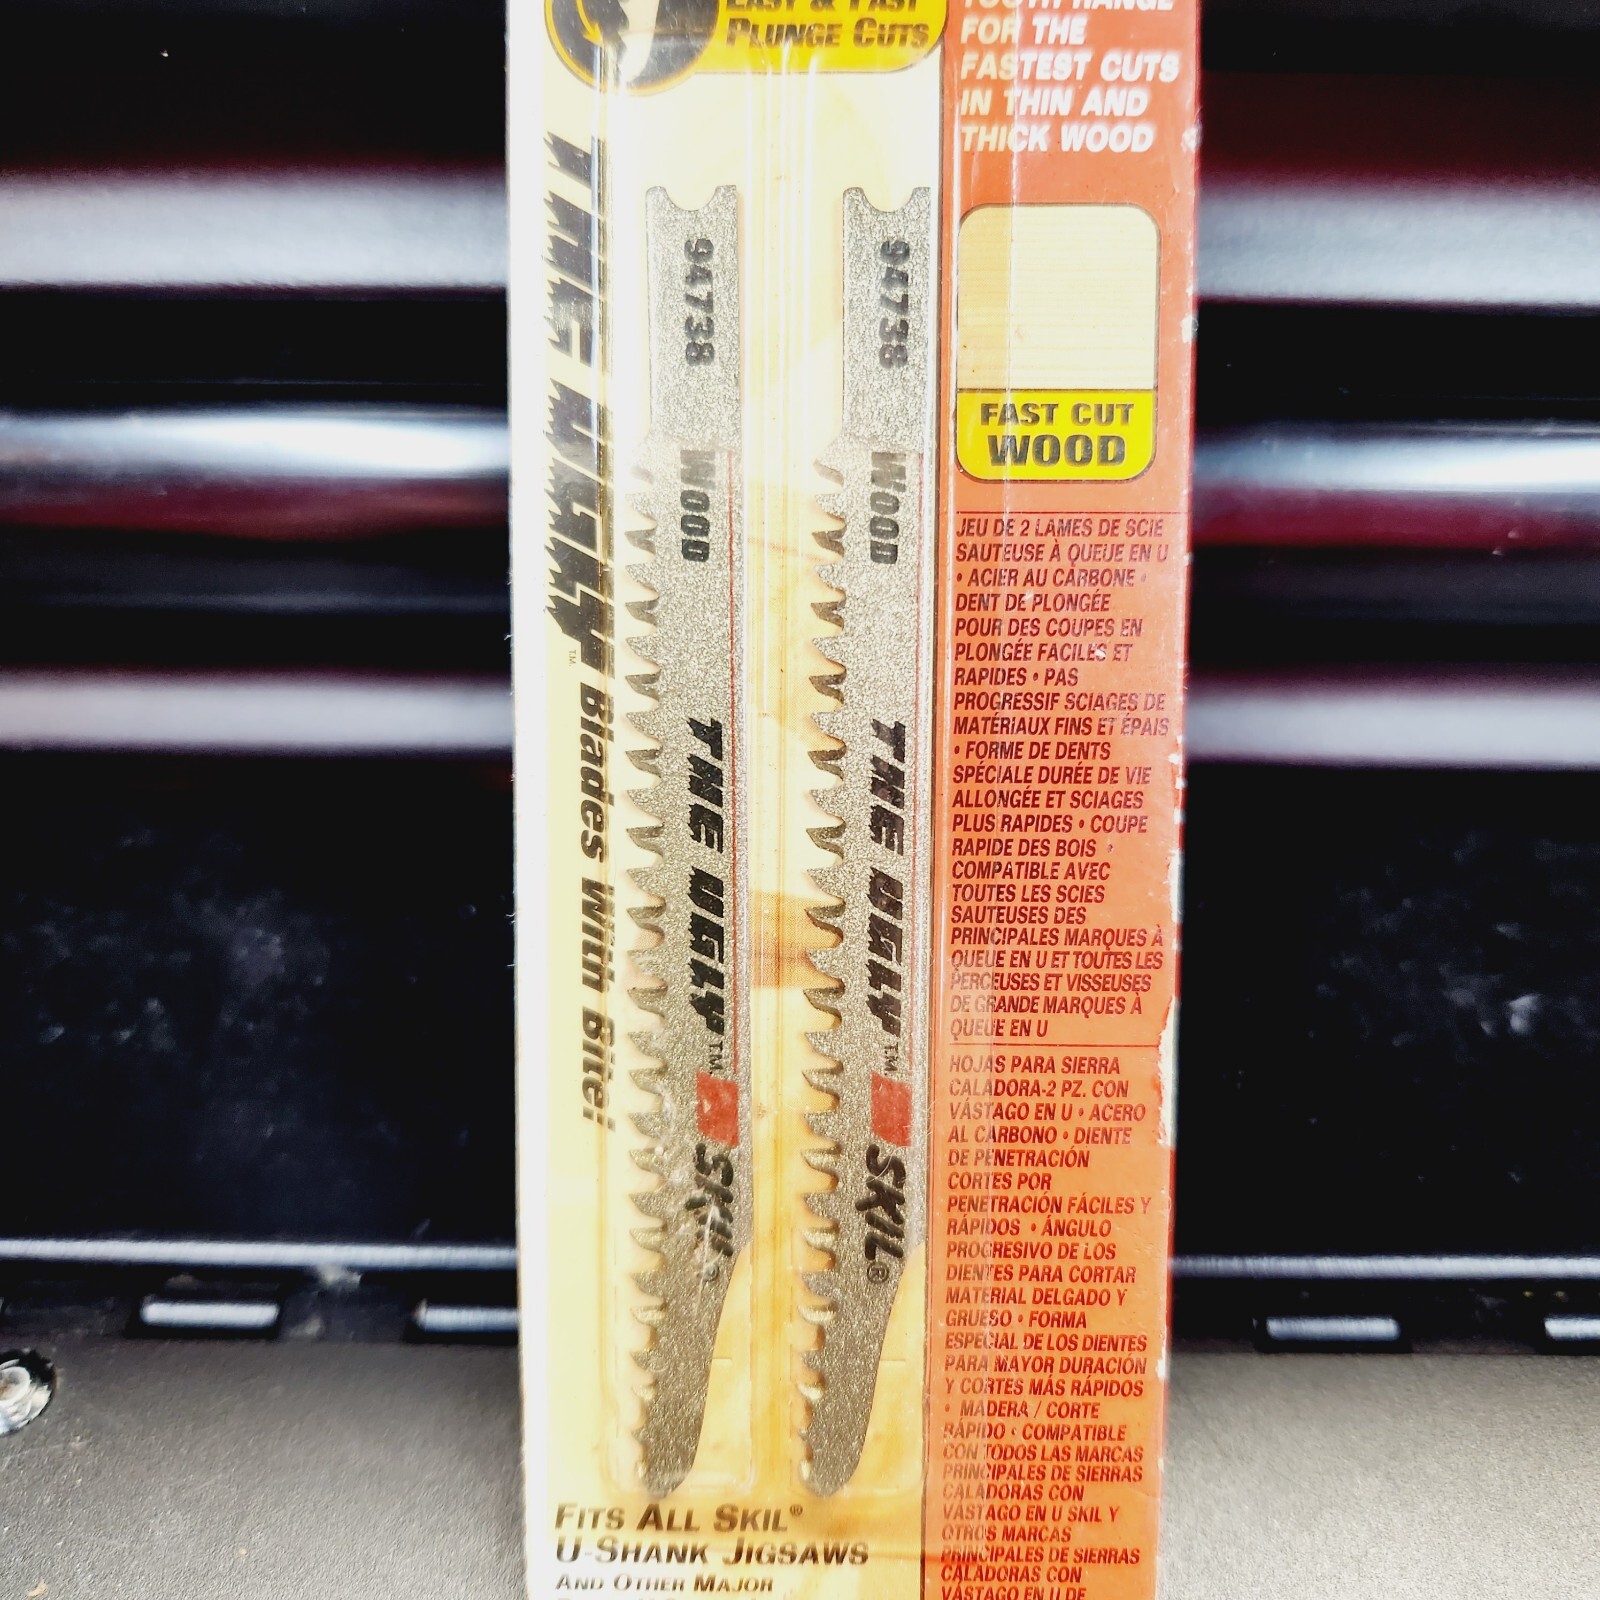 EASY & FAST
PLUNGE CUTS
TOOTH RANGE
FOR THE
FASTEST CUTS
IN THIN AND
THICK WOOD
THE UGLY™ Blades With Bite!
94738 WOOD THE UGLY™ SKIL®
94738 WOOD THE UGLY™ SKIL®
FAST CUT
WOOD
JEU DE 2 LAMES DE SCIE
SAUTEUSE À QUEUE EN U
• ACIER AU CARBONE •
DENT DE PLONGÉE
POUR DES COUPES EN
PLONGÉE FACILES ET
RAPIDES • PAS
PROGRESSIF SCIAGES DE
MATÉRIAUX FINS ET ÉPAIS
• FORME DE DENTS
SPÉCIALE DURÉE DE VIE
ALLONGÉE ET SCIAGES
PLUS RAPIDES • COUPE
RAPIDE DES BOIS •
COMPATIBLE AVEC
TOUTES LES SCIES
SAUTEUSES DES
PRINCIPALES MARQUES À
QUEUE EN U ET TOUTES LES
PERCEUSES ET VISSEUSES
DE GRANDE MARQUES À
QUEUE EN U
HOJAS PARA SIERRA
CALADORA-2 PZ. CON
VÁSTAGO EN U • ACERO
AL CARBONO • DIENTE
DE PENETRACIÓN
CORTES POR
PENETRACIÓN FÁCILES Y
RÁPIDOS • ÁNGULO
PROGRESIVO DE LOS
DIENTES PARA CORTAR
MATERIAL DELGADO Y
GRUESO • FORMA
ESPECIAL DE LOS DIENTES
PARA MAYOR DURACIÓN
Y CORTES MÁS RÁPIDOS
• MADERA / CORTE
RÁPIDO • COMPATIBLE
CON TODOS LAS MARCAS
PRINCIPALES DE SIERRAS
CALADORAS CON
VÁSTAGO EN U SKIL Y
OTROS MARCAS
PRINCIPALES DE SIERRAS
CALADORAS CON
VÁSTAGO EN U DE
FITS ALL SKIL®
U-SHANK JIGSAWS
AND OTHER MAJOR